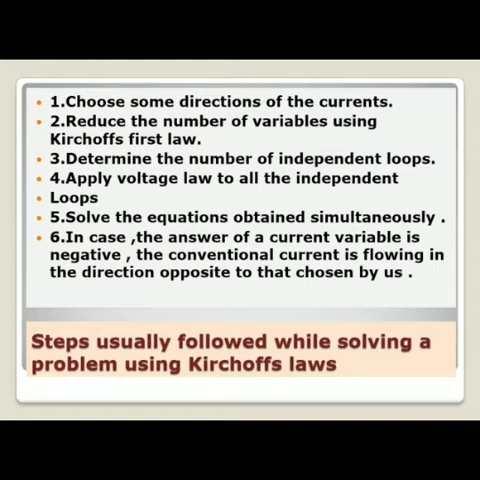 1.Choose some directions of the currents.
2.Reduce the number of variables using
Kirchoffs first law.
3.Determine the number of independent loops.
4.Apply voltage law to all the independent
Loops
5.Solve the equations obtained simultaneously .
6.In case ,the answer of a current variable is
negative , the conventional current is flowing in
the direction opposite to that chosen by us .
Steps usually followed while solving a
problem using Kirchoffs laws